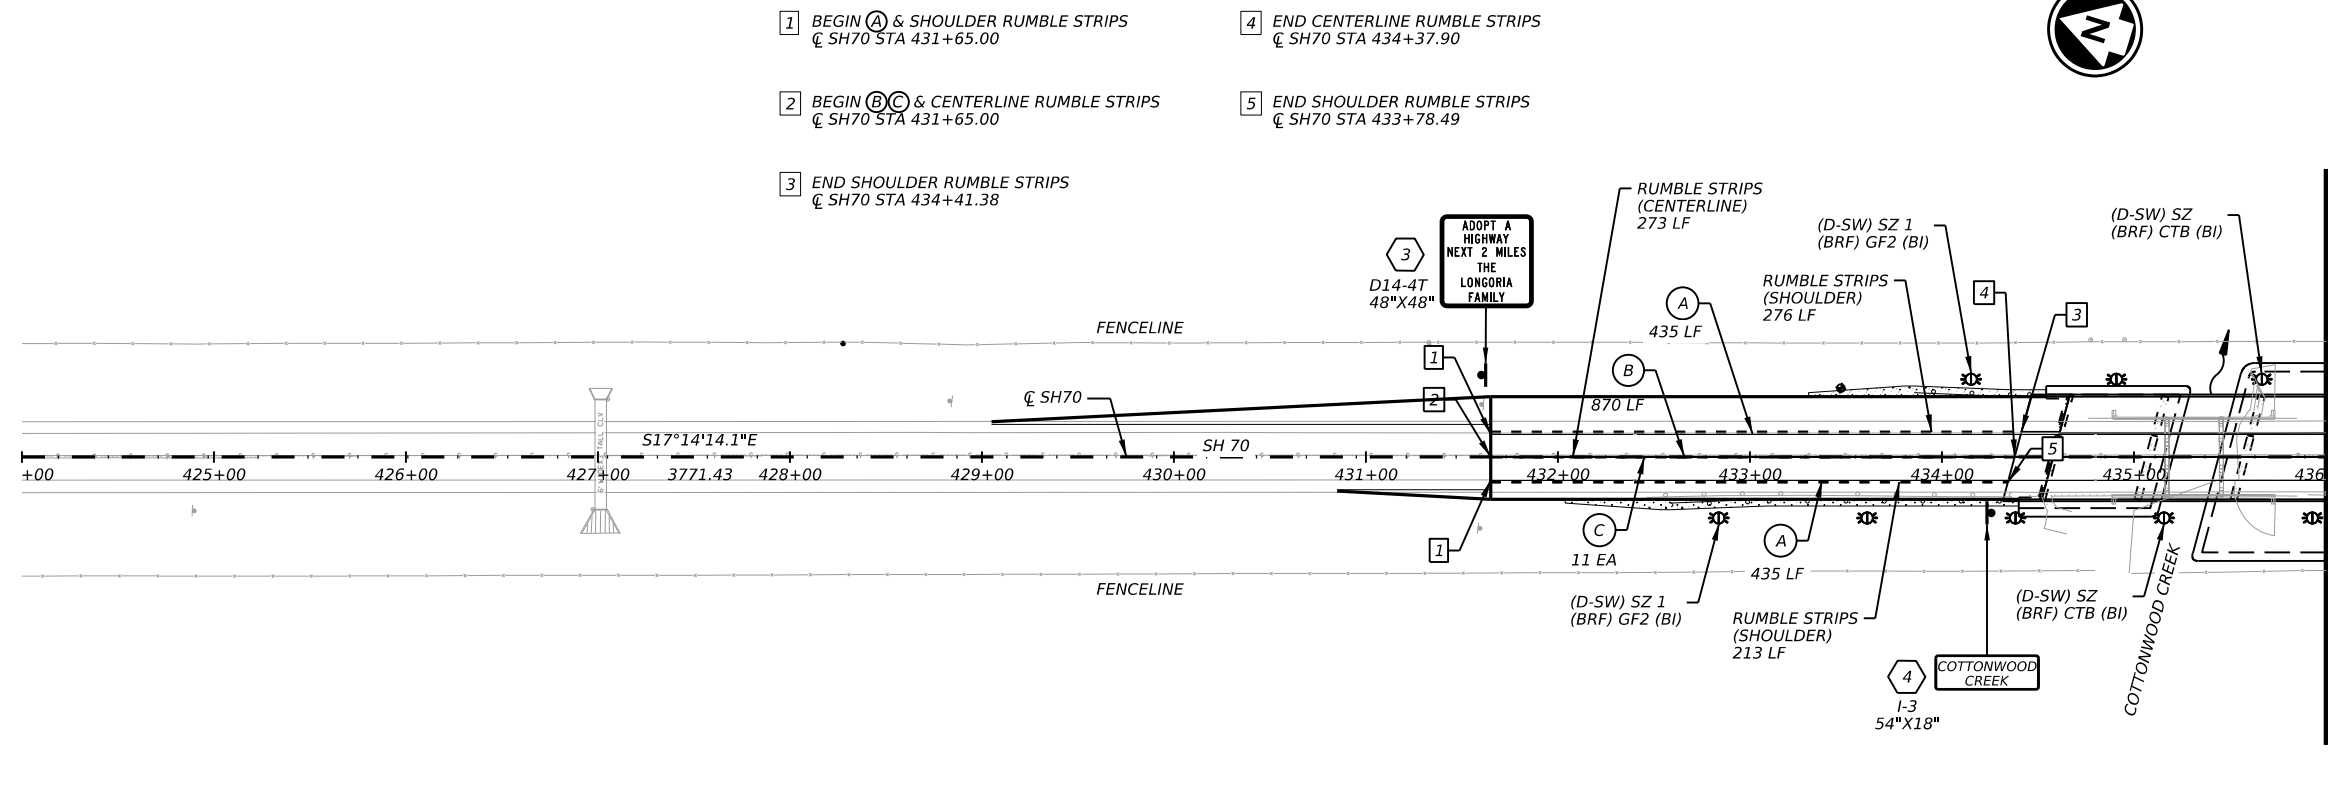 1 BEGIN A & SHOULDER RUMBLE STRIPS
℄ SH70 STA 431+65.00
2 BEGIN B C & CENTERLINE RUMBLE STRIPS
℄ SH70 STA 431+65.00
3 END SHOULDER RUMBLE STRIPS
℄ SH70 STA 434+41.38
4 END CENTERLINE RUMBLE STRIPS
℄ SH70 STA 434+37.90
5 END SHOULDER RUMBLE STRIPS
℄ SH70 STA 433+78.49
N
3
D14-4T
48"X48"
ADOPT A
HIGHWAY
NEXT 2 MILES
THE
LONGORIA
FAMILY
RUMBLE STRIPS
(CENTERLINE)
273 LF
(D-SW) SZ 1
(BRF) GF2 (BI)
(D-SW) SZ
(BRF) CTB (BI)
RUMBLE STRIPS
(SHOULDER)
276 LF
A
435 LF
4
3
FENCELINE
1
B
870 LF
2
℄ SH70
S17°14'14.1"E
3771.43
SH 70
5
+00
425+00
426+00
427+00
428+00
429+00
430+00
431+00
432+00
433+00
434+00
435+00
436
1
C
11 EA
A
435 LF
FENCELINE
(D-SW) SZ 1
(BRF) GF2 (BI)
RUMBLE STRIPS
(SHOULDER)
213 LF
(D-SW) SZ
(BRF) CTB (BI)
COTTONWOOD CREEK
4
I-3
54"X18"
COTTONWOOD
CREEK